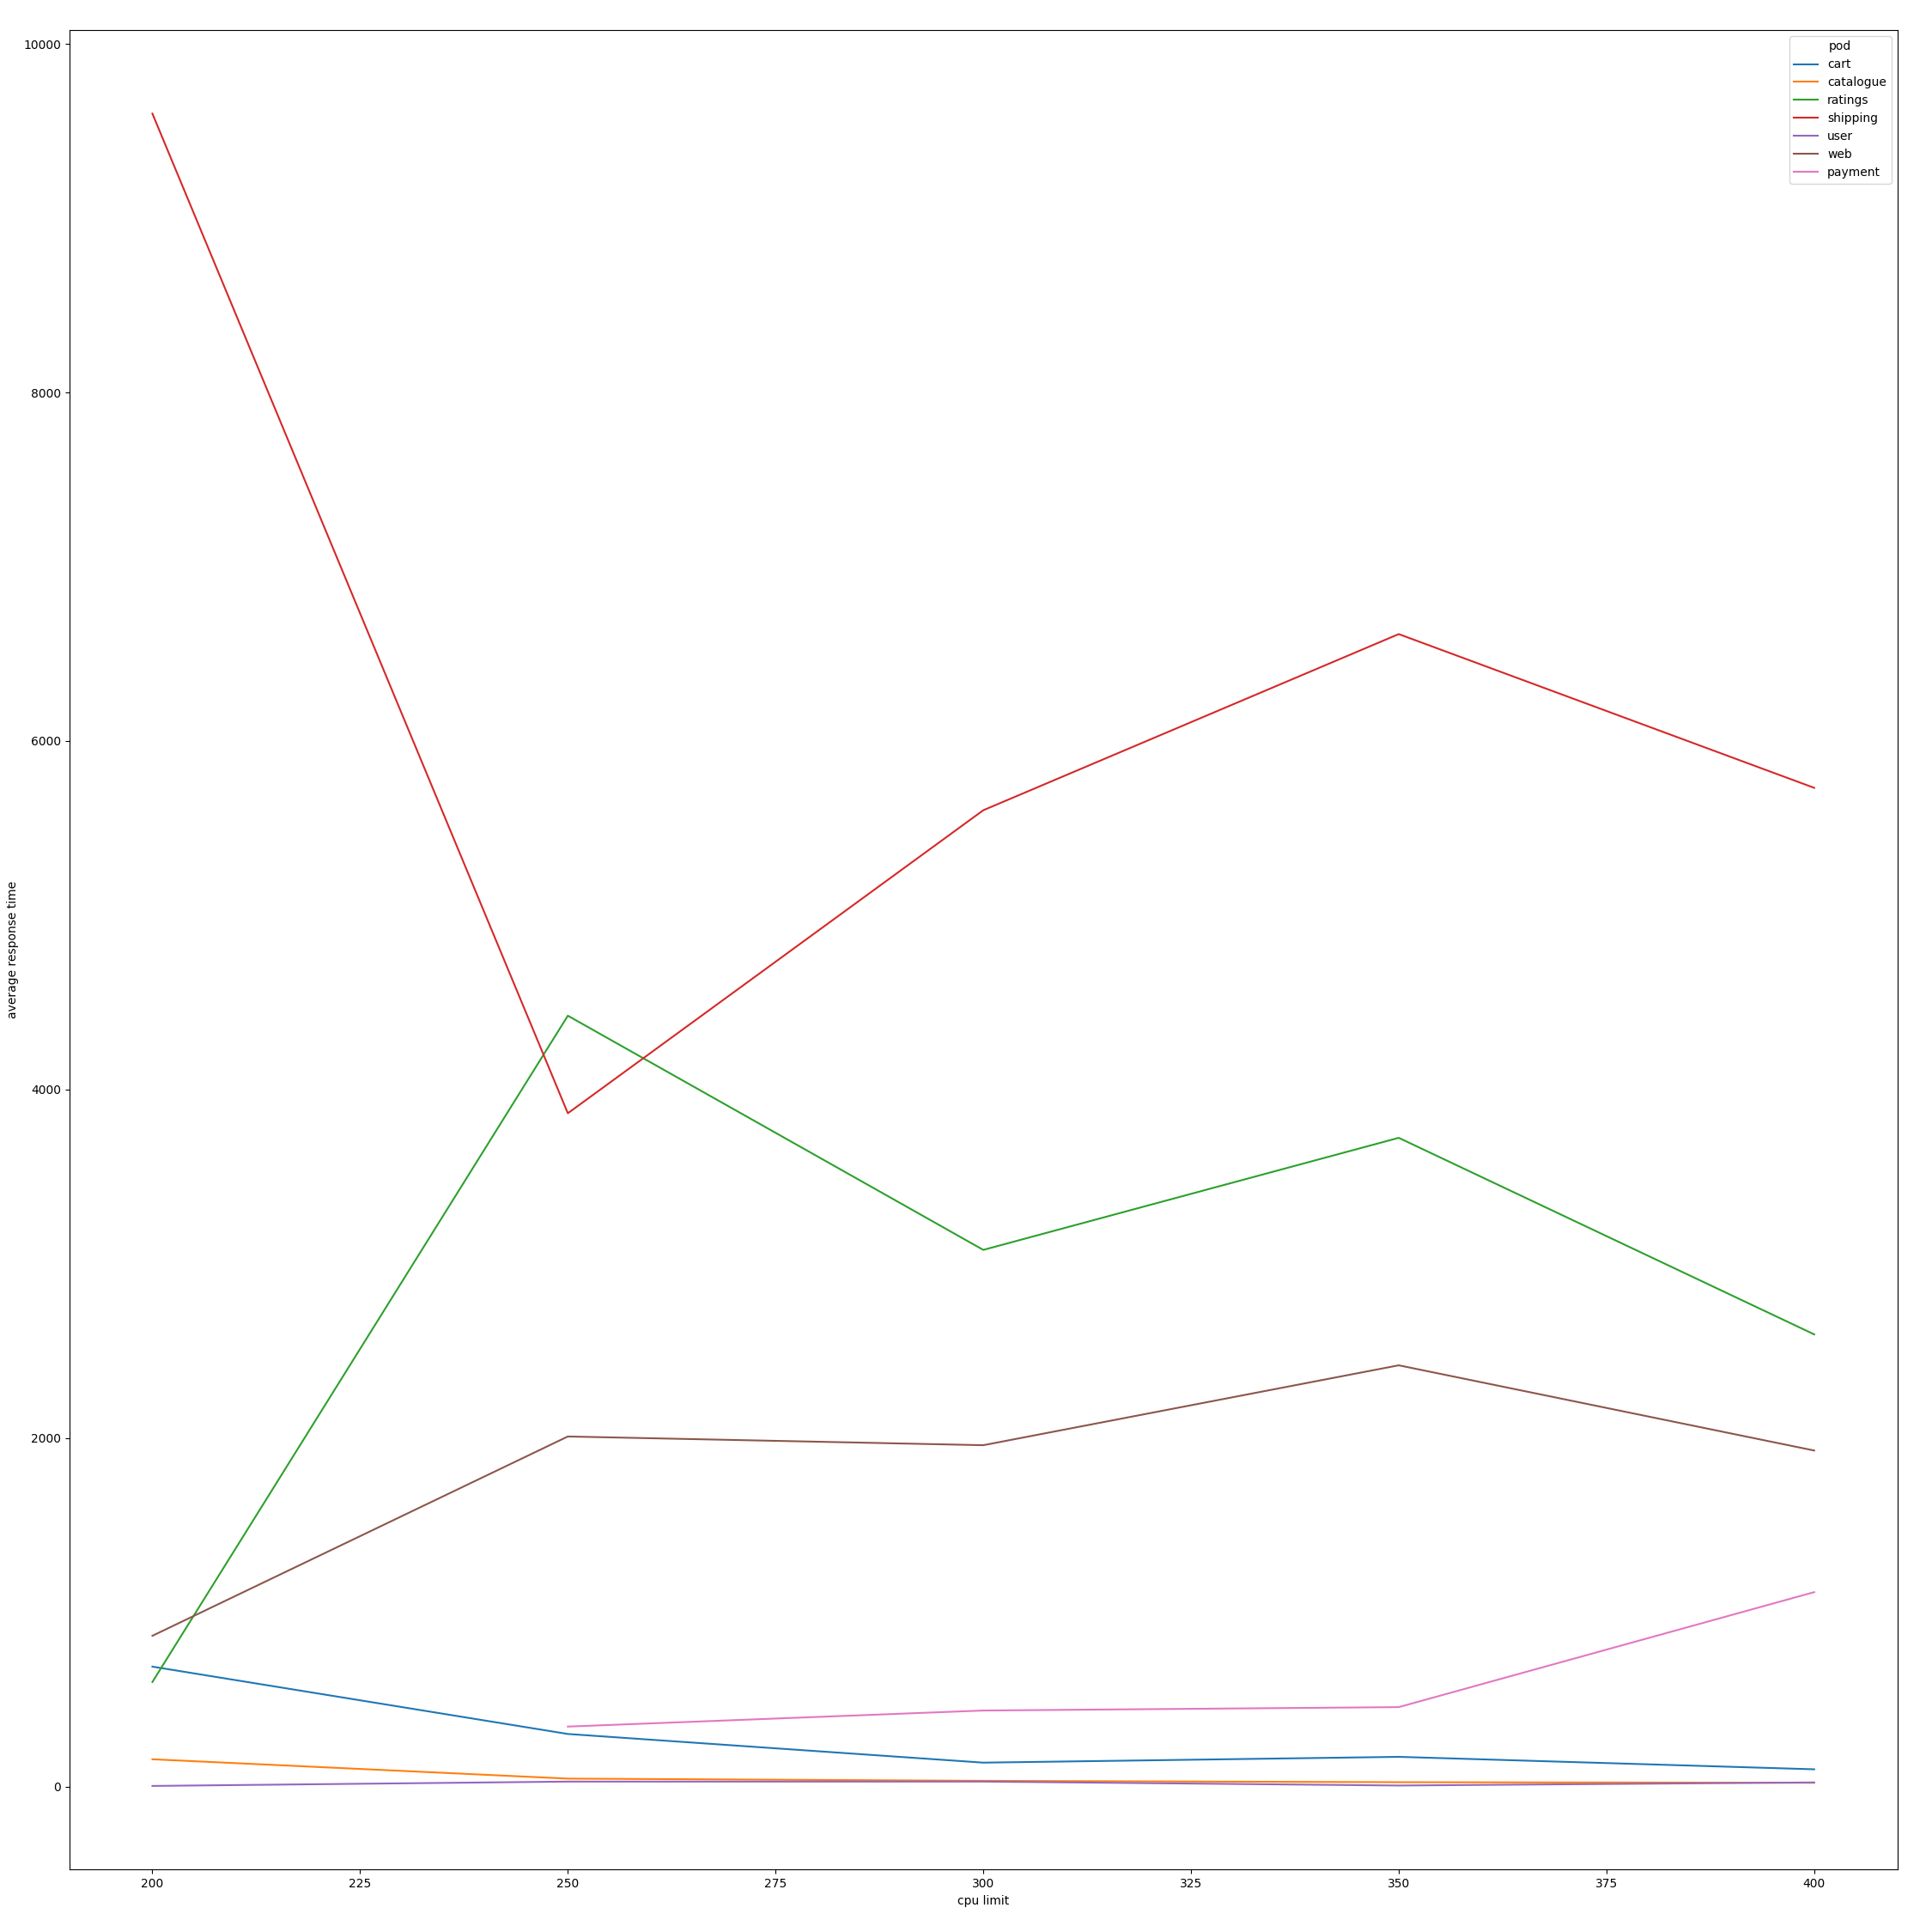 10000
8000
6000
4000
2000
0
average response time
200 225 250 275 300 325 350 375 400
cpu limit
pod
cart
catalogue
ratings
shipping
user
web
payment